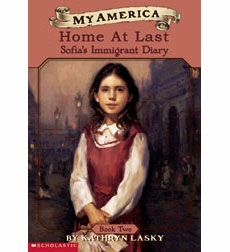 MY AMERICA
Home At Last
Sofia's Immigrant Diary
Book Two
BY KATHRYN LASKY
SCHOLASTIC